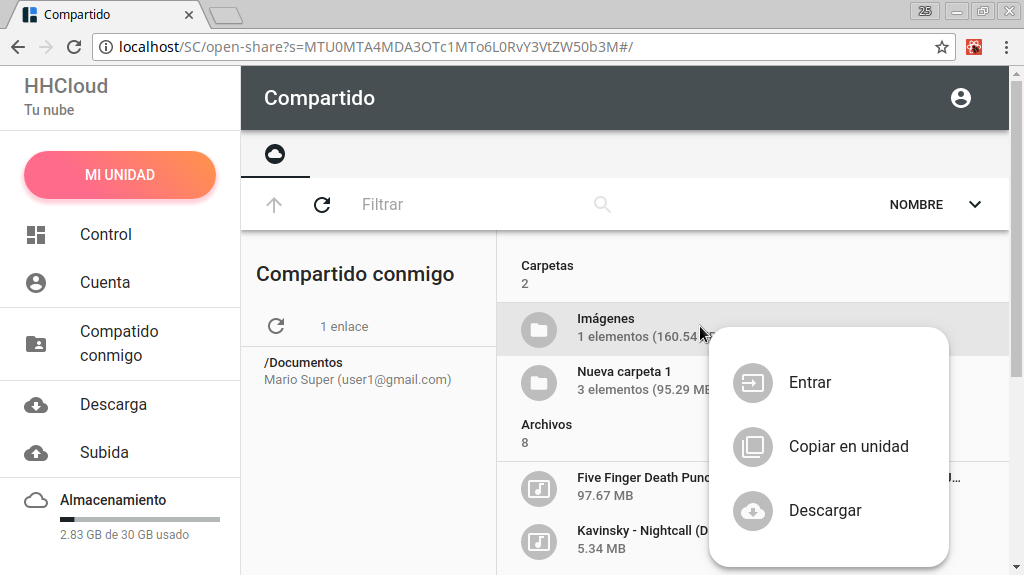 Compartido
25
localhost/SC/open-share?s=MTU0MTA4MDA3OTc1MTo6L0RvY3VtZW50b3M#/
HHCloud
Tu nube
Compartido
MI UNIDAD
Filtrar
NOMBRE
Control
Cuenta
Compatido
conmigo
Descarga
Subida
Almacenamiento
2.83 GB de 30 GB usado
Compartido conmigo
1 enlace
/Documentos
Mario Super (user1@gmail.com)
Carpetas
2
Imágenes
1 elementos (160.54
Nueva carpeta 1
3 elementos (95.29 MB
Archivos
8
Five Finger Death Punc
97.67 MB
Kavinsky - Nightcall (D
5.34 MB
Entrar
Copiar en unidad
Descargar